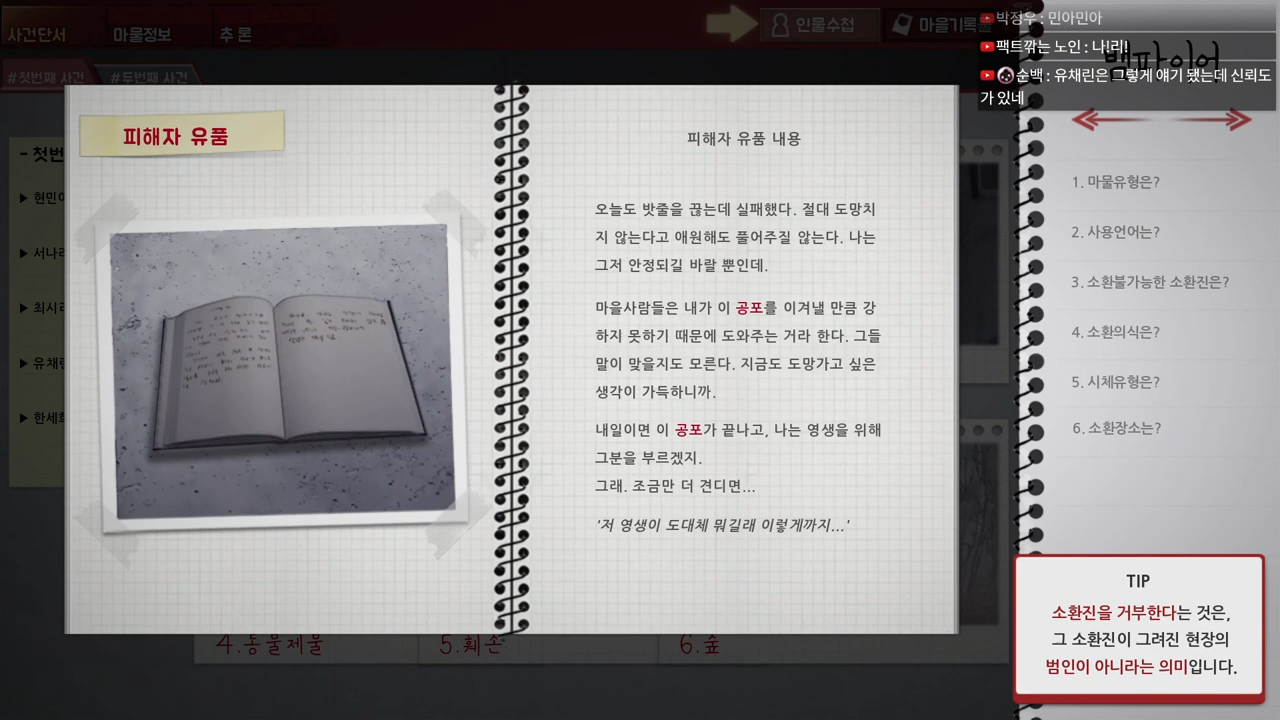 사건단서
마을정보
추 론
인물수첩
마을기록
박정우 : 민아민아
팩트깎는 노인 : 나!리!
순백 : 유채린은 그렇게 얘기 됐는데 신뢰도
가 있네
뱀파이어
#첫번째 사건
#두번째 사건
- 첫번
▶ 현민아
▶ 서나
▶ 최시
▶ 유채린
▶ 한세
피해자 유품
피해자 유품 내용
오늘도 밧줄을 끊는데 실패했다. 절대 도망치
지 않는다고 애원해도 풀어주질 않는다. 나는
그저 안정되길 바랄 뿐인데.
마을사람들은 내가 이 공포를 이겨낼 만큼 강
하지 못하기 때문에 도와주는 거라 한다. 그들
말이 맞을지도 모른다. 지금도 도망가고 싶은
생각이 가득하니까.
내일이면 이 공포가 끝나고, 나는 영생을 위해
그분을 부르겠지.
그래. 조금만 더 견디면...
'저 영생이 도대체 뭐길래 이렇게까지...'
4.동물제물
5.훼손
6.숲
1. 마물유형은?
2. 사용언어는?
3. 소환불가능한 소환진은?
4. 소환의식은?
5. 시체유형은?
6. 소환장소는?
TIP
소환진을 거부한다는 것은,
그 소환진이 그려진 현장의
범인이 아니라는 의미입니다.